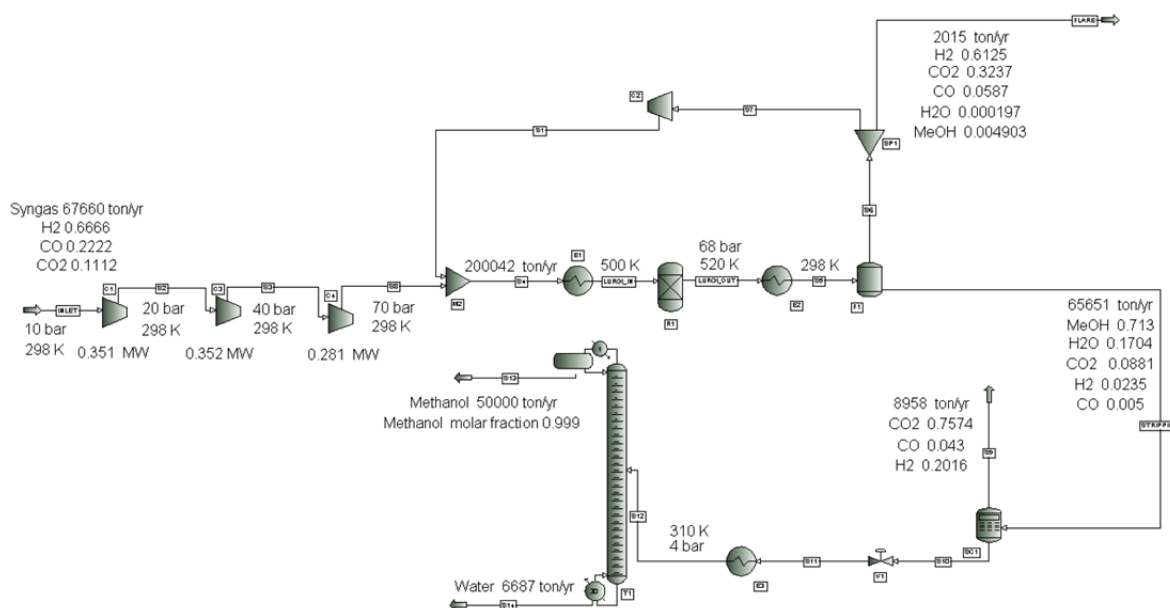 FLARE
2015 ton/yr
H2 0.6125
CO2 0.3237
CO 0.0587
H2O 0.000197
MeOH 0.004903
C2
S7
S1
SP1
S6
Syngas 67660 ton/yr
H2 0.6666
CO 0.2222
CO2 0.1112
INLET
10 bar
298 K
C1
S2
20 bar
298 K
0.351 MW
C3
S3
40 bar
298 K
0.352 MW
C4
S8
70 bar
298 K
0.281 MW
M2
200042 ton/yr
S4
E1
500 K
LURGI_IN
R1
68 bar
520 K
LURGI_OUT
E2
298 K
S5
F1
65651 ton/yr
MeOH 0.713
H2O 0.1704
CO2 0.0881
H2 0.0235
CO 0.005
8958 ton/yr
CO2 0.7574
CO 0.043
H2 0.2016
S9
SC1
S10
V1
S11
E3
310 K
4 bar
S12
1
S13
Methanol 50000 ton/yr
Methanol molar fraction 0.999
Water 6687 ton/yr
S14
30
T1